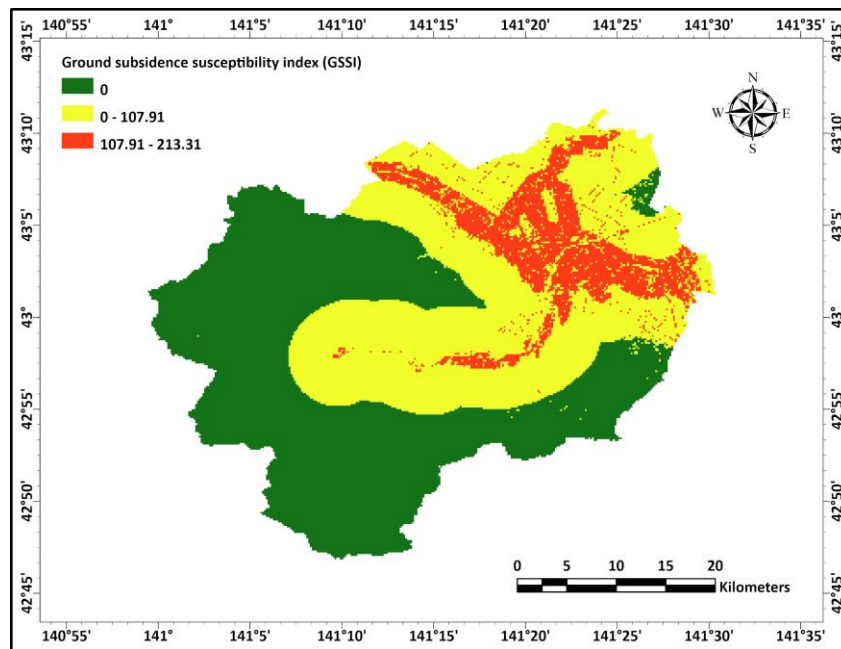 140°55' 141° 141°5' 141°10' 141°15' 141°20' 141°25' 141°30' 141°35'
43°15' 43°15'
Ground subsidence susceptibility index (GSSI)
0
0 - 107.91
107.91 - 213.31
N
W E
S
43°10' 43°10'
43°5' 43°5'
43° 43°
42°55' 42°55'
42°50' 42°50'
0 5 10 15 20
Kilometers
42°45' 42°45'
140°55' 141° 141°5' 141°10' 141°15' 141°20' 141°25' 141°30' 141°35'